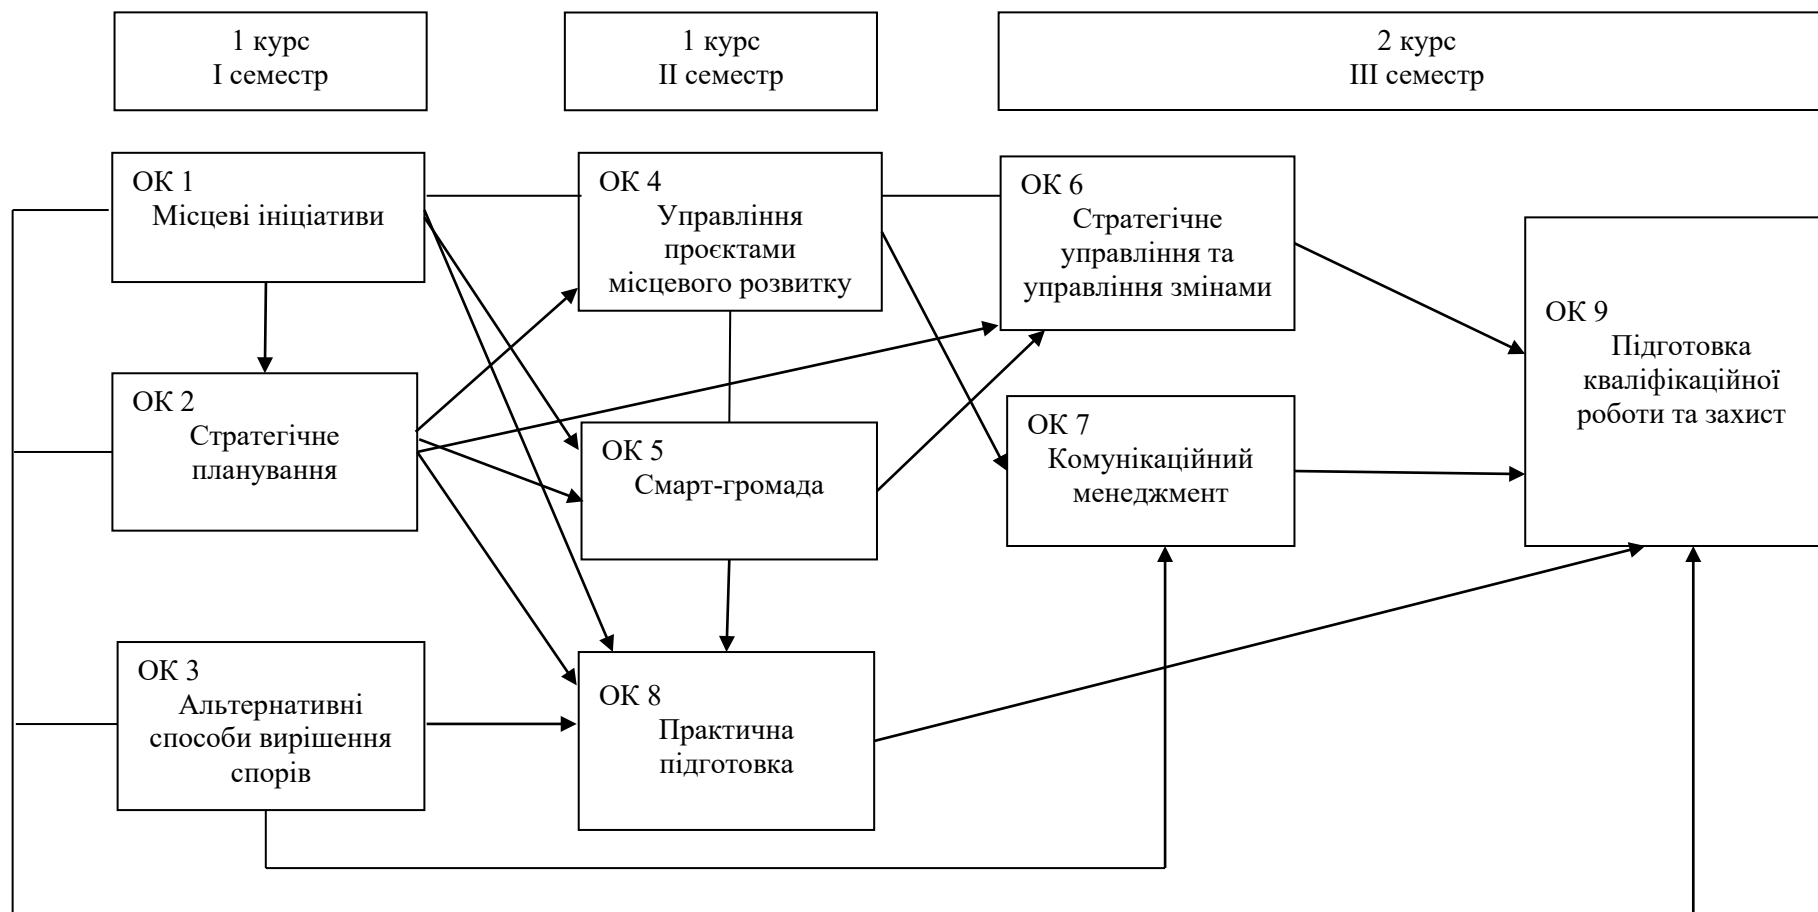 1 курс
І семестр
1 курс
ІІ семестр
2 курс
ІІІ семестр
ОК 1
Місцеві ініціативи
ОК 2
Стратегічне
планування
ОК 3
Альтернативні
способи вирішення
спорів
ОК 4
Управління
проєктами
місцевого розвитку
ОК 5
Смарт-громада
ОК 8
Практична
підготовка
ОК 6
Стратегічне
управління та
управління змінами
ОК 7
Комунікаційний
менеджмент
ОК 9
Підготовка
кваліфікаційної
роботи та захист